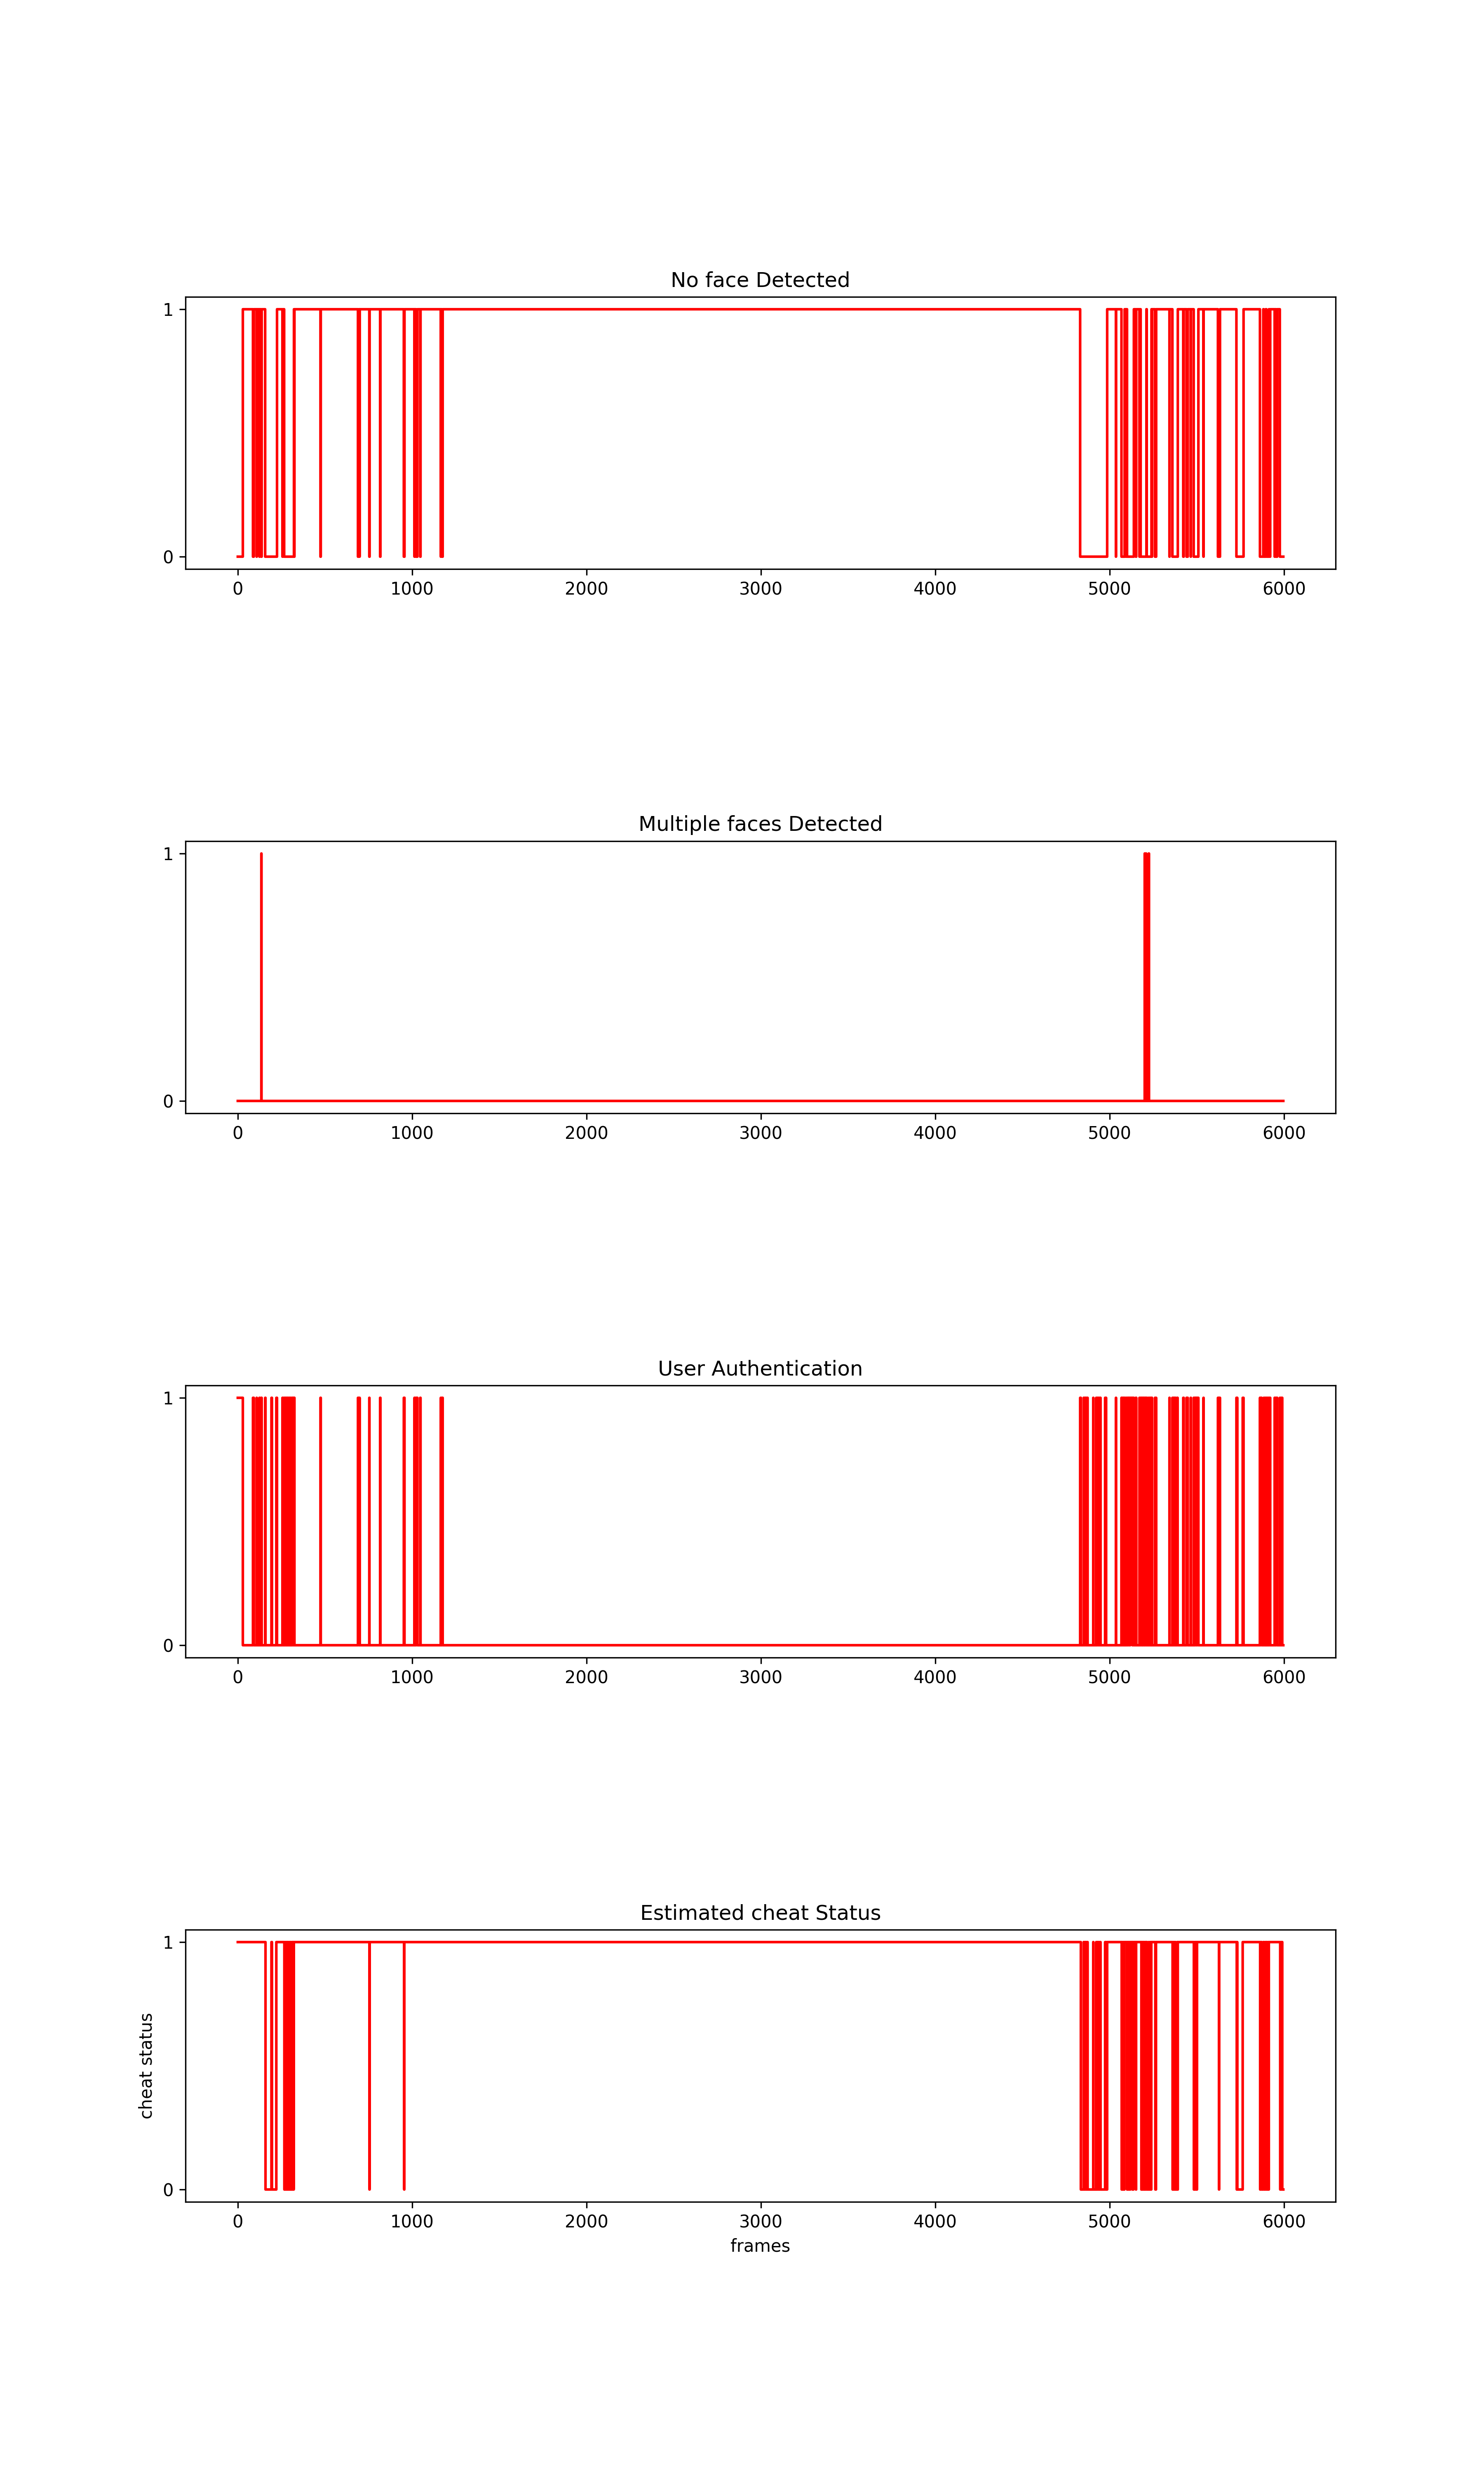 No face Detected
1
0
0 1000 2000 3000 4000 5000 6000
Multiple faces Detected
1
0
0 1000 2000 3000 4000 5000 6000
User Authentication
1
0
0 1000 2000 3000 4000 5000 6000
Estimated cheat Status
1
cheat status
0
0 1000 2000 3000 4000 5000 6000
frames